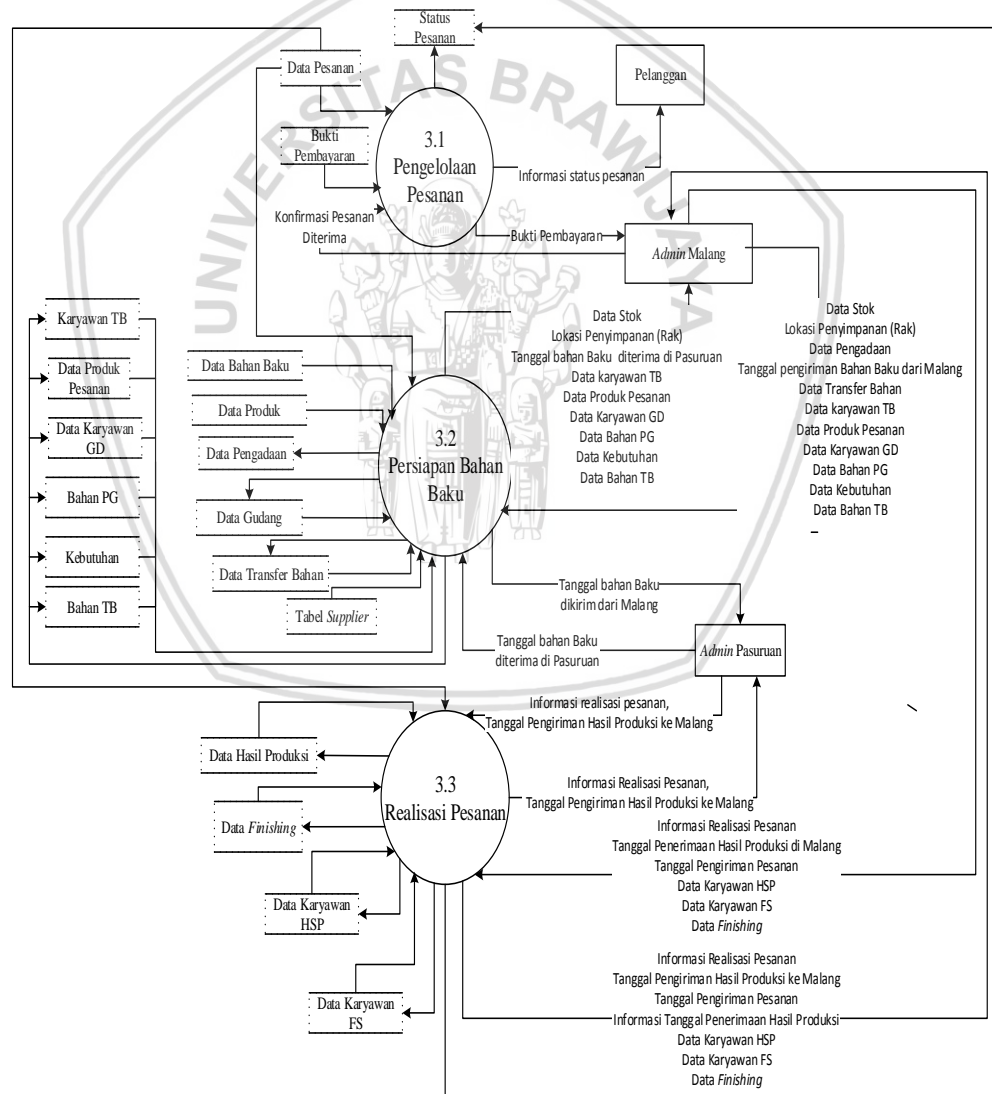 Status
Pesanan
Data Pesanan
Pelanggan
UNIVERSITAS BRAWIJAYA
Bukti
Pembayaran
3.1
Pengelolaan
Pesanan
Informasi status pesanan
Konfirmasi Pesanan
Diterima
Bukti Pembayaran
Admin Malang
Karyawan TB
Data Produk
Pesanan
Data Karyawan
GD
Bahan PG
Kebutuhan
Bahan TB
Data Bahan Baku
Data Produk
Data Pengadaan
Data Gudang
Data Transfer Bahan
Tabel Supplier
3.2
Persiapan Bahan
Baku
Data Stok
Lokasi Penyimpanan (Rak)
Tanggal bahan Baku diterima di Pasuruan
Data karyawan TB
Data Produk Pesanan
Data Karyawan GD
Data Bahan PG
Data Kebutuhan
Data Bahan TB
Data Stok
Lokasi Penyimpanan (Rak)
Data Pengadaan
Tanggal pengiriman Bahan Baku dari Malang
Data Transfer Bahan
Data karyawan TB
Data Produk Pesanan
Data Karyawan GD
Data Bahan PG
Data Kebutuhan
Data Bahan TB
Tanggal bahan Baku
dikirim dari Malang
Tanggal bahan Baku
diterima di Pasuruan
Admin Pasuruan
Informasi realisasi pesanan,
Tanggal Pengiriman Hasil Produksi ke Malang
Data Hasil Produksi
Data Finishing
Data Karyawan
HSP
Data Karyawan
FS
3.3
Realisasi Pesanan
Informasi Realisasi Pesanan,
Tanggal Pengiriman Hasil Produksi ke Malang
Informasi Realisasi Pesanan
Tanggal Penerimaan Hasil Produksi di Malang
Tanggal Pengiriman Pesanan
Data Karyawan HSP
Data Karyawan FS
Data Finishing
Informasi Realisasi Pesanan
Tanggal Pengiriman Hasil Produksi ke Malang
Tanggal Pengiriman Pesanan
Informasi Tanggal Penerimaan Hasil Produksi
Data Karyawan HSP
Data Karyawan FS
Data Finishing